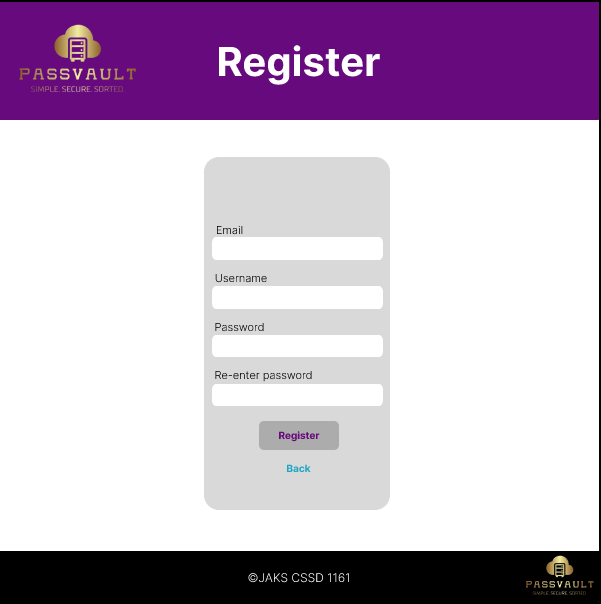 PASSVAULT
SIMPLE. SECURE. SORTED.
Register
Email
Username
Password
Re-enter password
Register
Back
©JAKS CSSD 1161
PASSVAULT
SIMPLE. SECURE. SORTED.